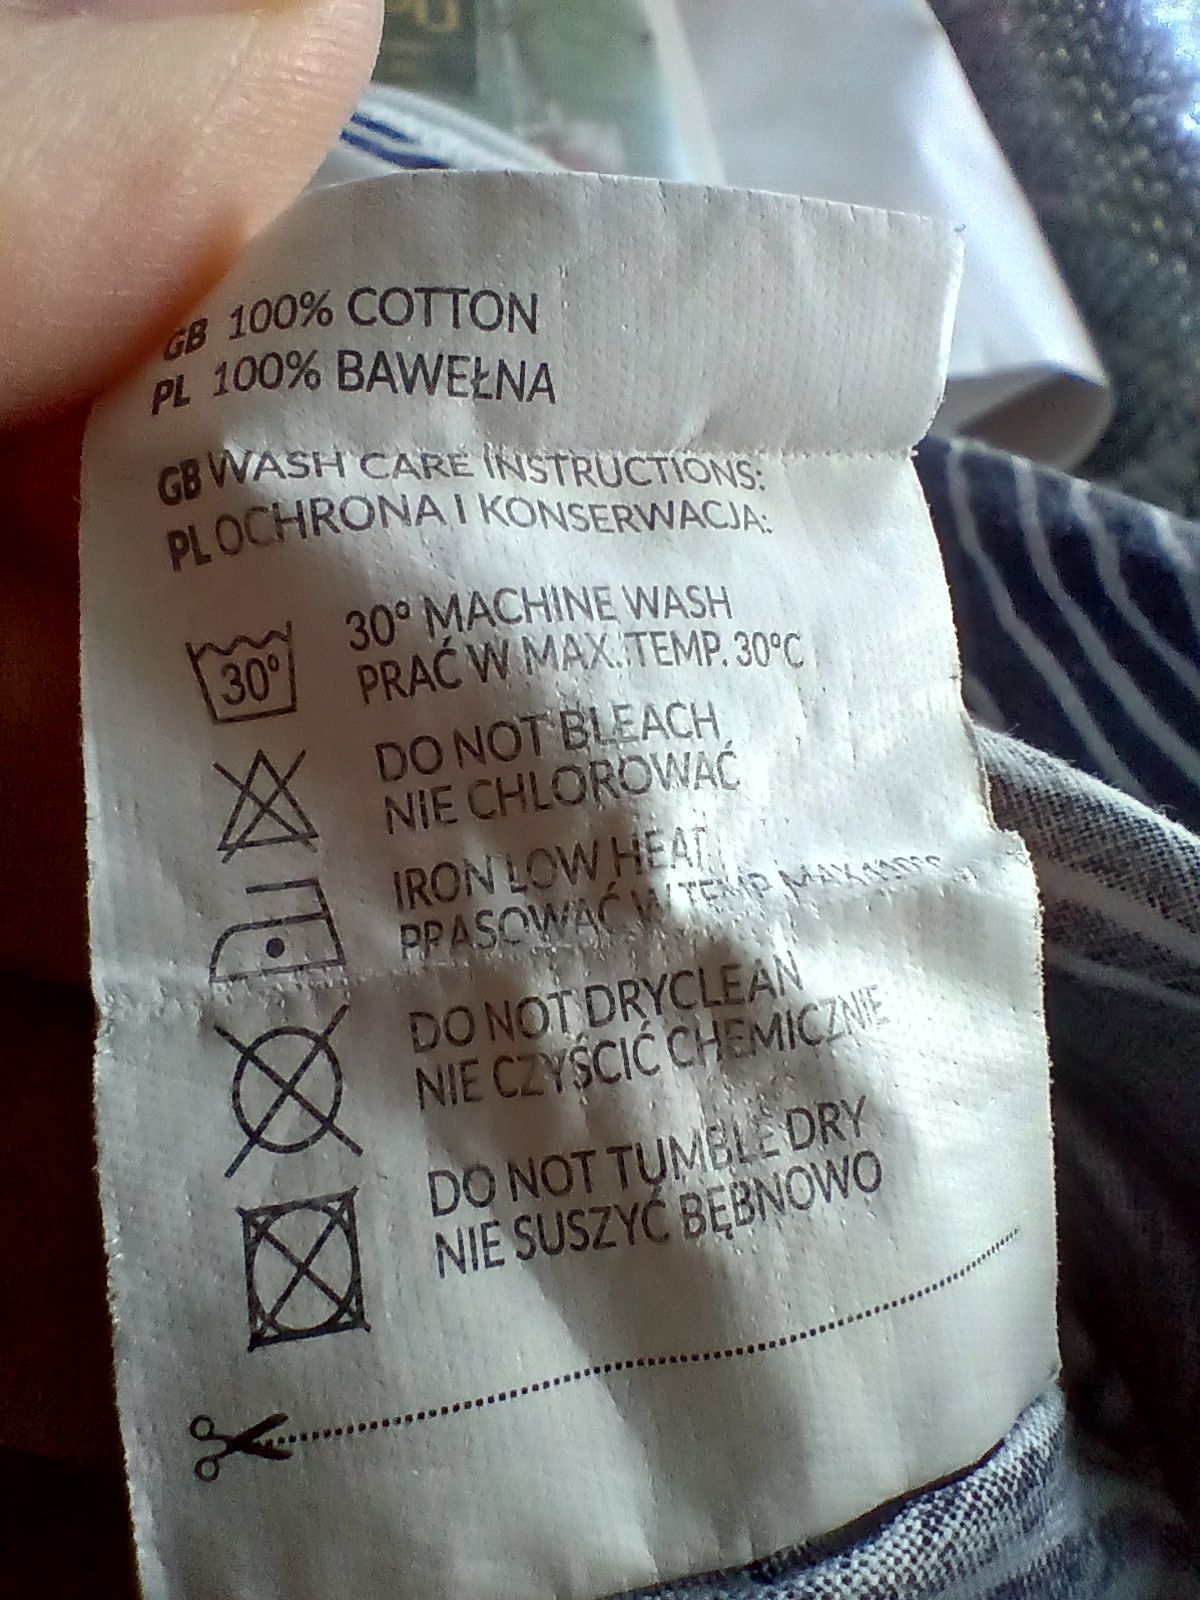 GB 100% COTTON
PL 100% BAWEŁNA
GB WASH CARE INSTRUCTIONS:
PL OCHRONA I KONSERWACJA:
30°
30° MACHINE WASH
PRAĆ W MAX. TEMP. 30°C
DO NOT BLEACH
NIE CHLOROWAĆ
IRON LOW HEAT
PRASOWAĆ W TEMP. MAX
DO NOT DRYCLEAN
NIE CZYŚCIĆ CHEMICZNIE
DO NOT TUMBLE DRY
NIE SUSZYĆ BĘBNOWO